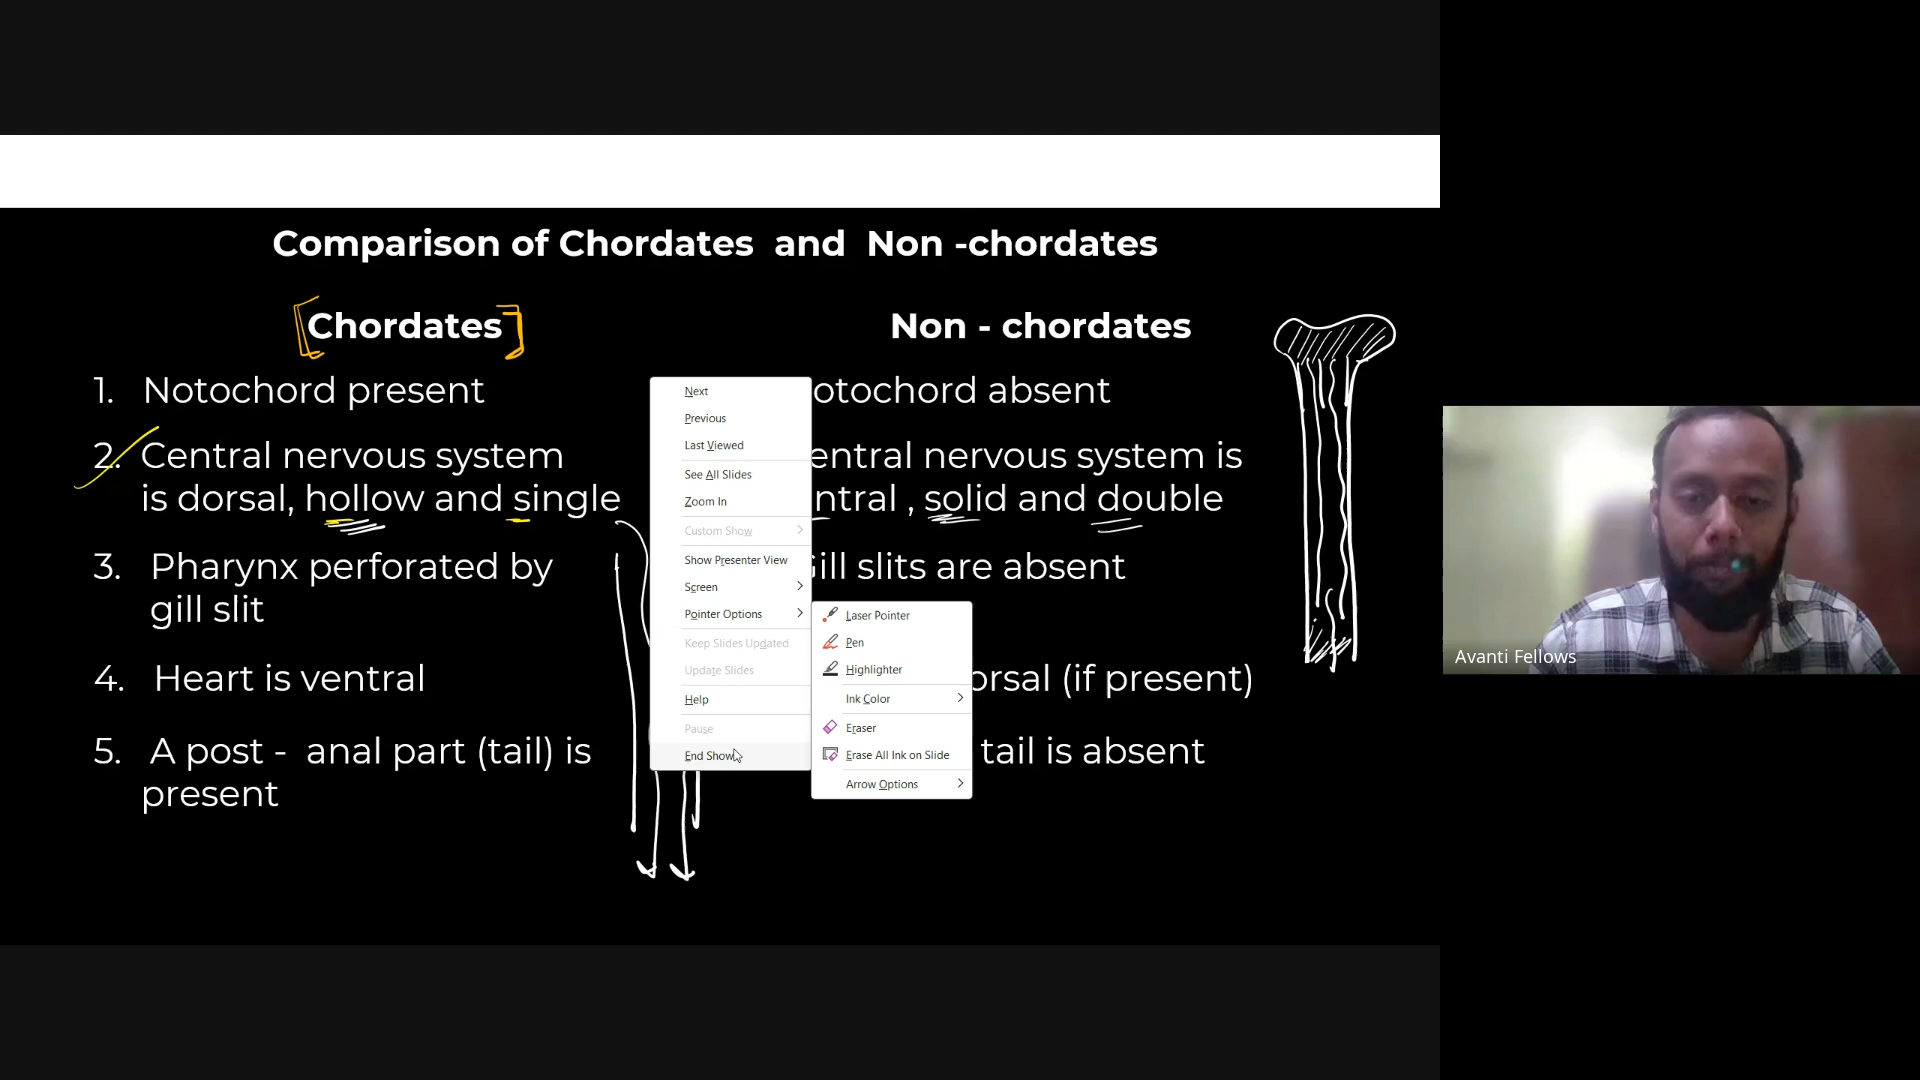 Comparison of Chordates and Non -chordates
Chordates
Non - chordates
1. Notochord present
otochord absent
2. Central nervous system
is dorsal, hollow and single
entral nervous system is
ntral , solid and double
3. Pharynx perforated by
gill slit
ill slits are absent
4. Heart is ventral
orsal (if present)
5. A post - anal part (tail) is
present
tail is absent
Next
Previous
Last Viewed
See All Slides
Zoom In
Custom Show
Show Presenter View
Screen
Pointer Options
Keep Slides Updated
Update Slides
Help
Pause
End Show
Laser Pointer
Pen
Highlighter
Ink Color
Eraser
Erase All Ink on Slide
Arrow Options
Avanti Fellows